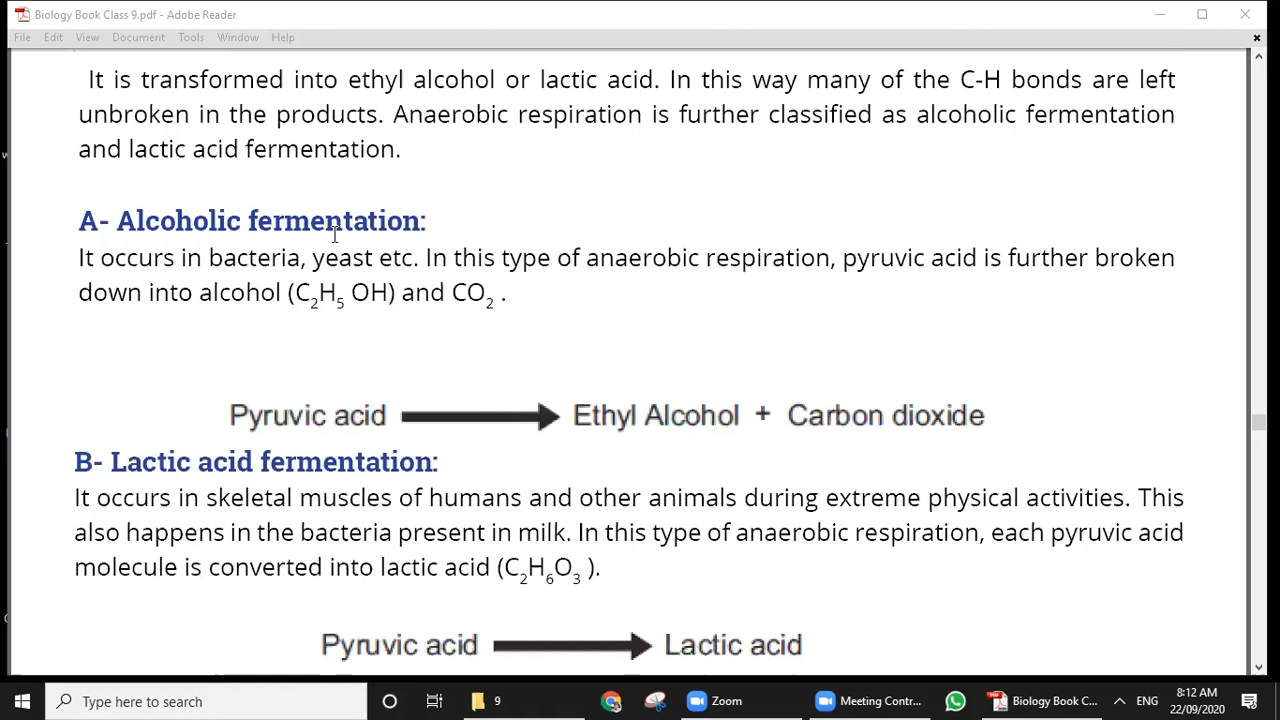 Biology Book Class 9.pdf - Adobe Reader
File Edit View Document Tools Window Help
It is transformed into ethyl alcohol or lactic acid. In this way many of the C-H bonds are left
unbroken in the products. Anaerobic respiration is further classified as alcoholic fermentation
and lactic acid fermentation.
A- Alcoholic fermentation:
It occurs in bacteria, yeast etc. In this type of anaerobic respiration, pyruvic acid is further broken
down into alcohol (C₂H₅ OH) and CO₂ .
Pyruvic acid Ethyl Alcohol + Carbon dioxide
B- Lactic acid fermentation:
It occurs in skeletal muscles of humans and other animals during extreme physical activities. This
also happens in the bacteria present in milk. In this type of anaerobic respiration, each pyruvic acid
molecule is converted into lactic acid (C₂H₆O₃ ).
Pyruvic acid Lactic acid
Type here to search 9 Zoom Meeting Contr... Biology Book C... ENG 8:12 AM
22/09/2020